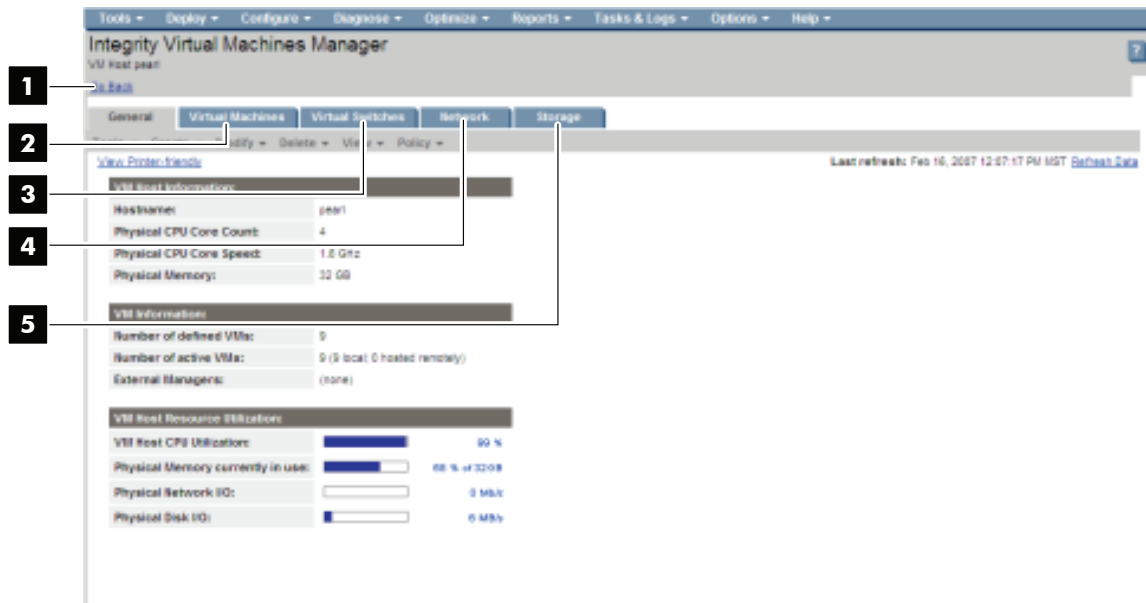 Tools Deploy Configure Diagnose Optimize Reports Tasks & Logs Options Help
Integrity Virtual Machines Manager
?
VM Host pearl
1
Go Back
General Virtual Machines Virtual Switches Network Storage
2
Tools Create Modify Delete View Policy
View Printer-friendly
Last refresh: Feb 16, 2007 12:07:17 PM MST Refresh Data
VM Host Information:
3
Hostname: pearl
Physical CPU Core Count: 4
4
Physical CPU Core Speed: 1.6 GHz
Physical Memory: 32 GB
VM Information:
5
Number of defined VMs: 9
Number of active VMs: 9 (9 local; 0 hosted remotely)
External Managers: (none)
VM Host Resource Utilization:
VM Host CPU Utilization: 99 %
Physical Memory currently in use: 68 % of 32GB
Physical Network I/O: 0 Mb/s
Physical Disk I/O: 6 MB/s